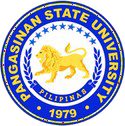 PANGASINAN STATE UNIVERSITY
PILIPINAS
• 1979 •